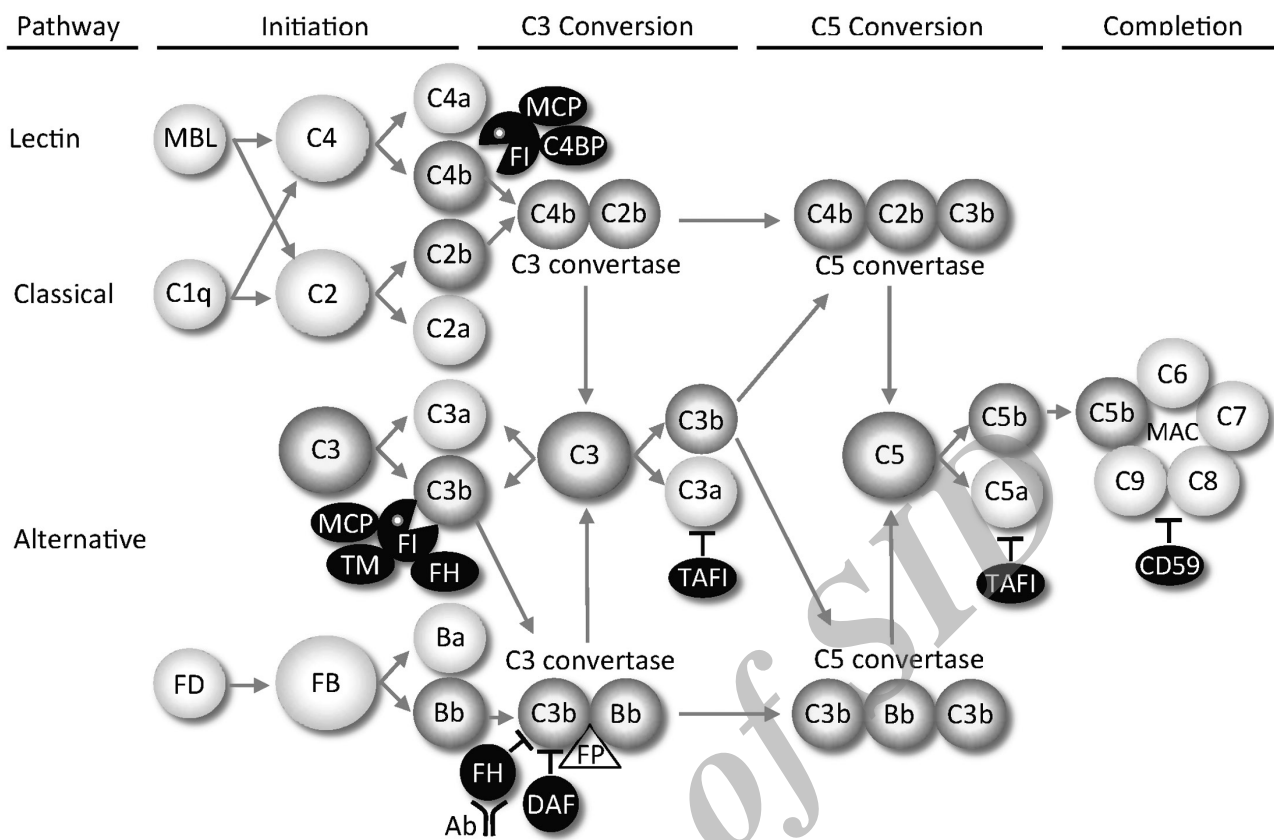 Pathway Initiation C3 Conversion C5 Conversion Completion
Lectin
MBL
C4
C4a
C4b
FI
MCP
C4BP
C4b C2b
C3 convertase
C4b C2b C3b
C5 convertase
Classical
C1q
C2
C2b
C2a
Alternative
C3
C3a
C3b
MCP
FI
TM
FH
C3
C3b
C3a
TAFI
C5
C5b
C5a
TAFI
C5b
C6
C7
MAC
C9
C8
CD59
FD
FB
Ba
Bb
C3 convertase
C3b Bb
FP
FH
DAF
Ab
C5 convertase
C3b Bb C3b
of SID